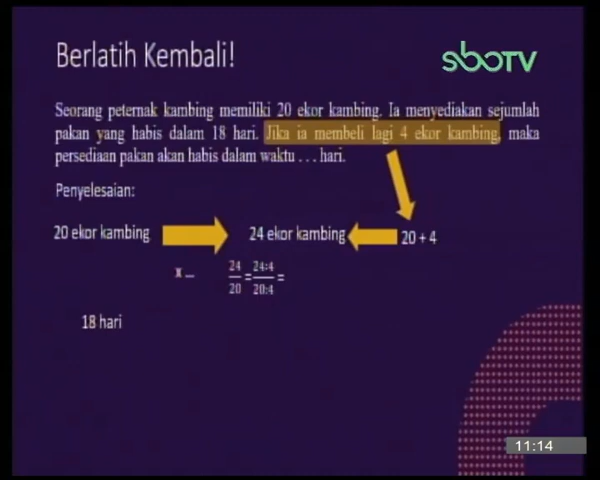 Berlatih Kembali!
sboTV
Seorang peternak kambing memiliki 20 ekor kambing. Ia menyediakan sejumlah
pakan yang habis dalam 18 hari. Jika ia membeli lagi 4 ekor kambing, maka
persediaan pakan akan habis dalam waktu . . . hari.
Penyelesaian:
20 ekor kambing 24 ekor kambing 20 + 4
x – 24/20 = 24:4/20:4 =
18 hari
11:14